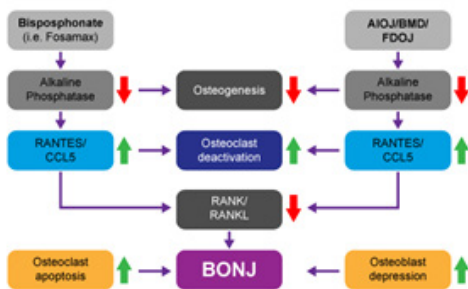 Bisposphonate
(i.e. Fosamax)
AIOJ/BMD/
FDOJ
Alkaline
Phosphatase
Osteogenesis
Alkaline
Phosphatase
RANTES/
CCL5
Osteoclast
deactivation
RANTES/
CCL5
RANK/
RANKL
Osteoclast
apoptosis
BONJ
Osteoblast
depression